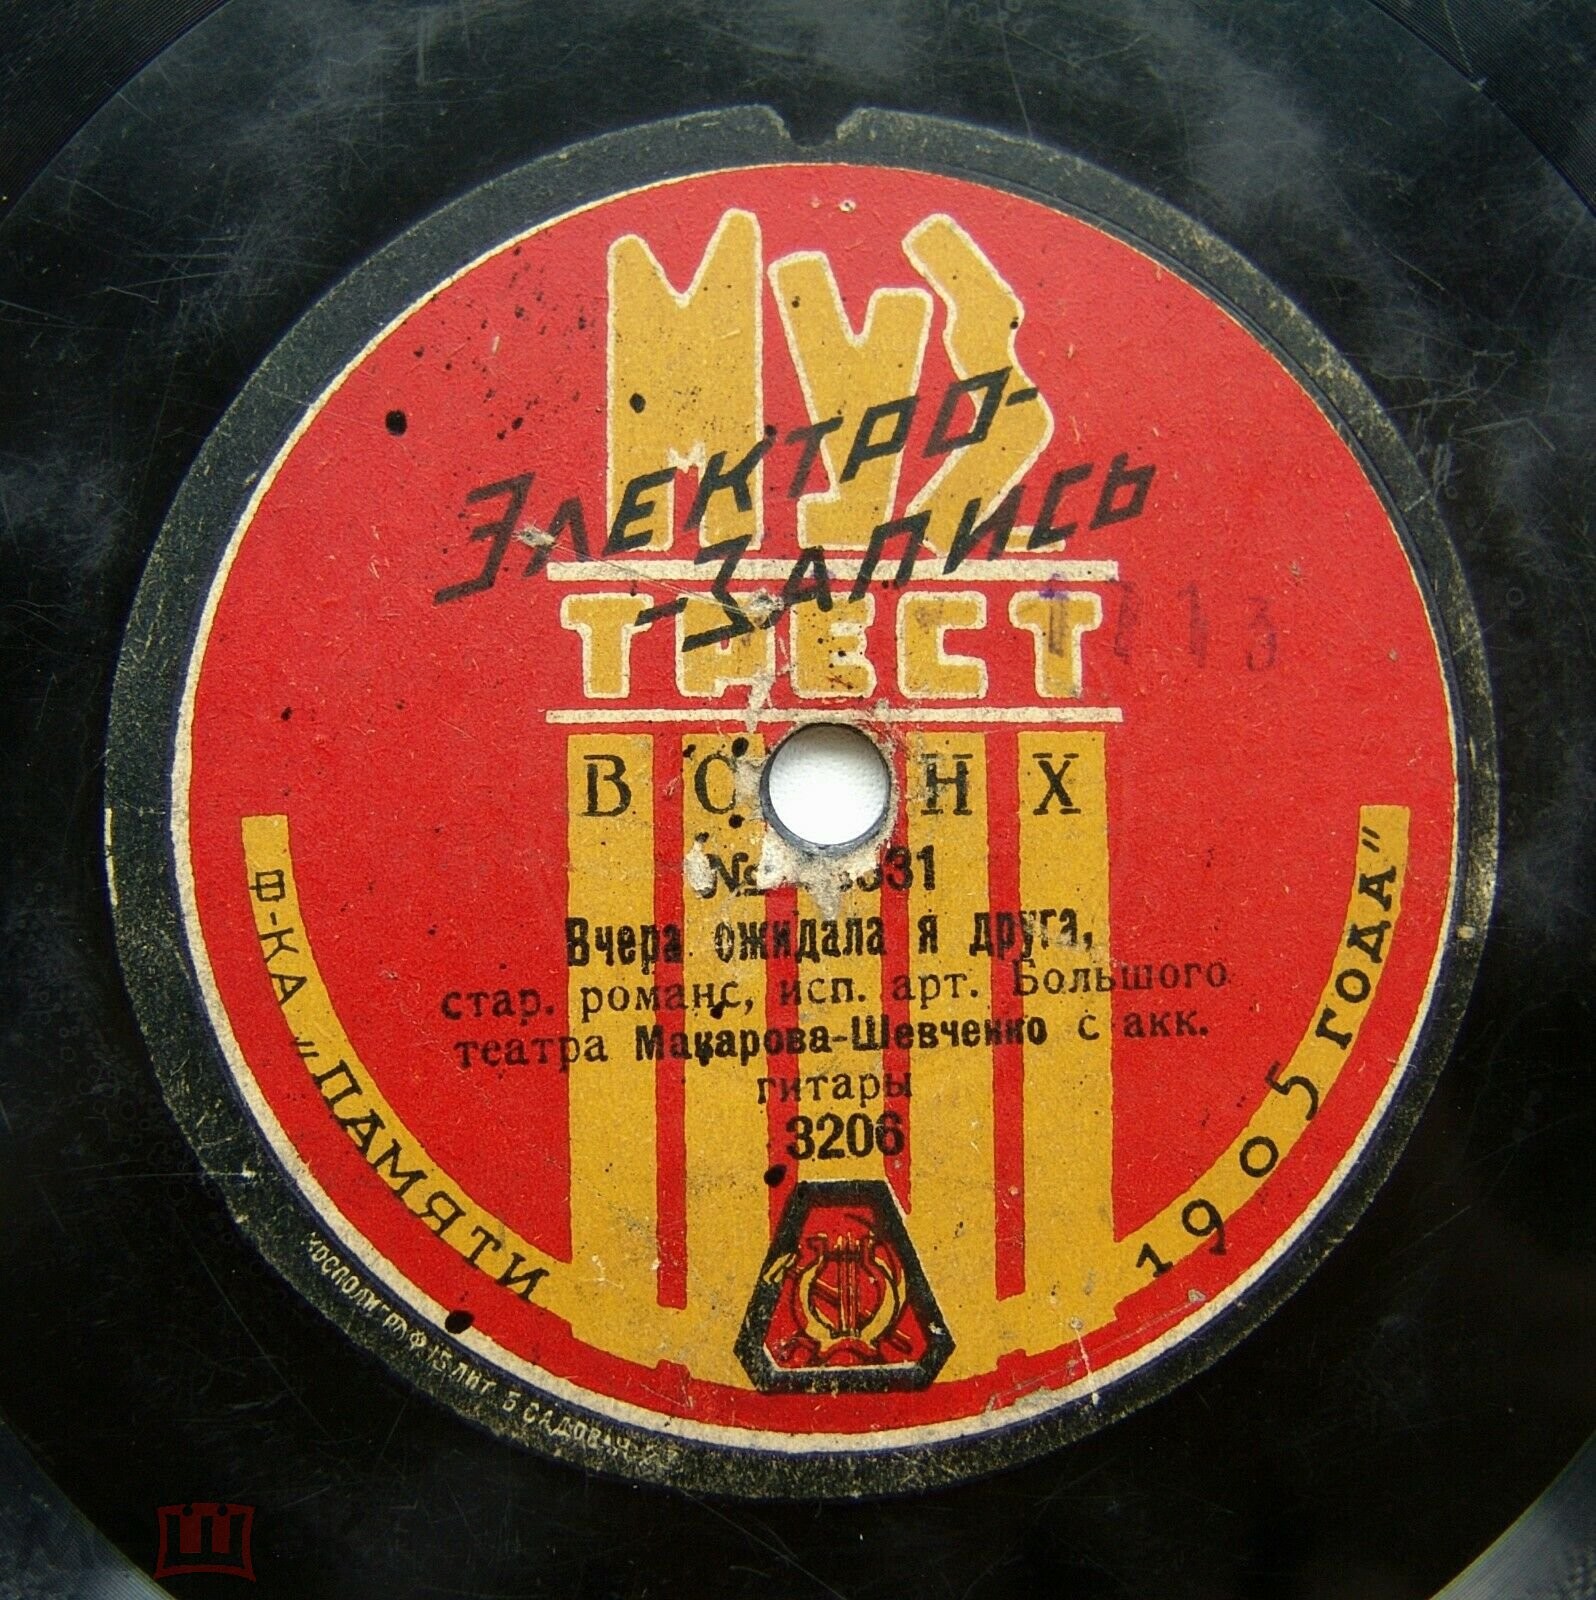 МУЗ
ЭЛЕКТРО-
-ЗАПИСЬ
ТРЕСТ
В С Н Х
Вчера ожидала я друга,
стар. романс, исп. арт. Большого
театра Макарова-Шевченко с акк.
гитары
3206
Ф-КА „ПАМЯТИ
1905 ГОДА”
МОСПОЛИГРАФ